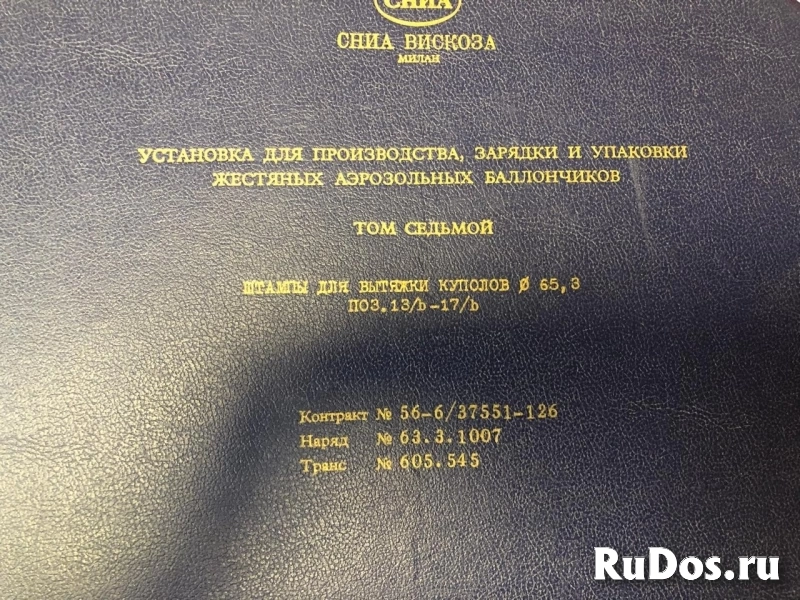 СНИА
СНИА ВИСКОЗА
МИЛАН
УСТАНОВКА ДЛЯ ПРОИЗВОДСТВА, ЗАРЯДКИ И УПАКОВКИ
ЖЕСТЯНЫХ АЭРОЗОЛЬНЫХ БАЛЛОНЧИКОВ
ТОМ СЕДЬМОЙ
ШТАМПЫ ДЛЯ ВЫТЯЖКИ КУПОЛОВ Ø 65,3
ПОЗ.13/b-17/b
Контракт № 56-6/37551-126
Наряд № 63.3.1007
Транс № 605.545
RuDos.ru